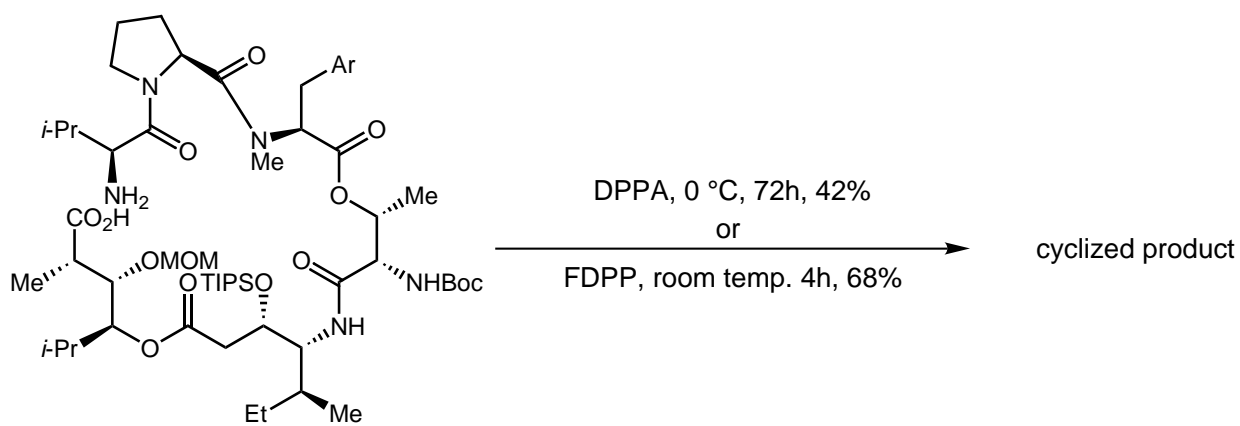 O
Ar
N
O
i-Pr
O
N
Me
O
NH2
O
Me
DPPA, 0 °C, 72h, 42%
CO2H
or
cyclized product
OMOM
O
NHBoc
FDPP, room temp. 4h, 68%
Me
O
TIPSO
NH
i-Pr
O
Et
Me